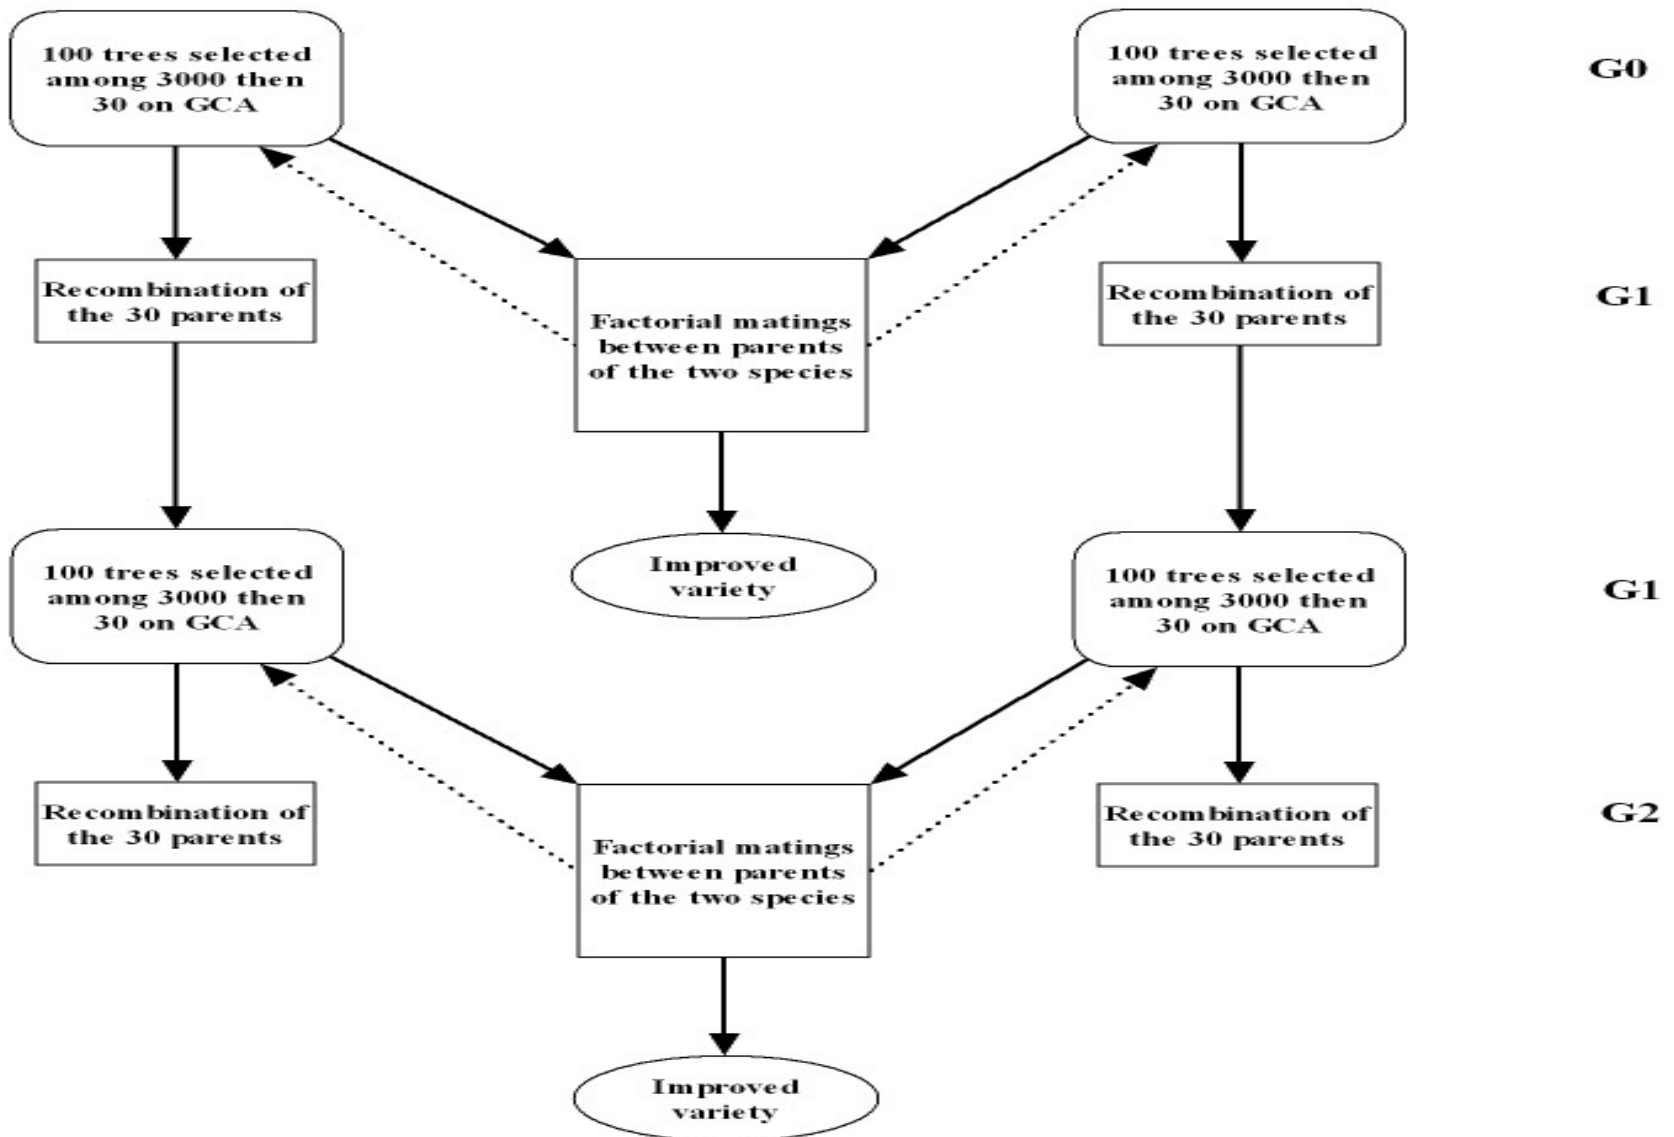 100 trees selected
among 3000 then
30 on GCA
100 trees selected
among 3000 then
30 on GCA
G0
Recombination of
the 30 parents
Factorial matings
between parents
of the two species
Recombination of
the 30 parents
G1
100 trees selected
among 3000 then
30 on GCA
Improved
variety
100 trees selected
among 3000 then
30 on GCA
G1
Recombination of
the 30 parents
Factorial matings
between parents
of the two species
Recombination of
the 30 parents
G2
Improved
variety